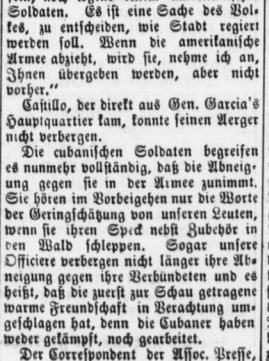 Soldaten. Es ist eine Sache des Vol-
kes, zu entscheiden, wie Stadt regiert
werden soll. Wenn die amerikanische
Armee abzieht, wird sie, nehme ich an,
Ihnen übergeben werden, aber nicht
vorher."
Castillo, der direkt aus Gen. Garcia's
Hauptquartier kam, konnte seinen Aerger
nicht verbergen.
Die cubanischen Soldaten begreifen
es nunmehr vollständig, daß die Abneig-
ung gegen sie in der Armee zunimmt.
Sie hören im Vorbeigehen nur die Worte
der Geringschätzung von unseren Leuten,
wenn sie ihren Speck nebst Zubehör in
den Wald schleppen. Sogar unsere
Officiere verbergen nicht länger ihre Ab-
neigung gegen ihre Verbündeten und es
heißt, daß die zuerst zur Schau getragene
warme Freundschaft in Verachtung um-
geschlagen hat, denn die Cubaner haben
weder gekämpft, noch gearbeitet.
Der Correspondent der Assoc. Presse,